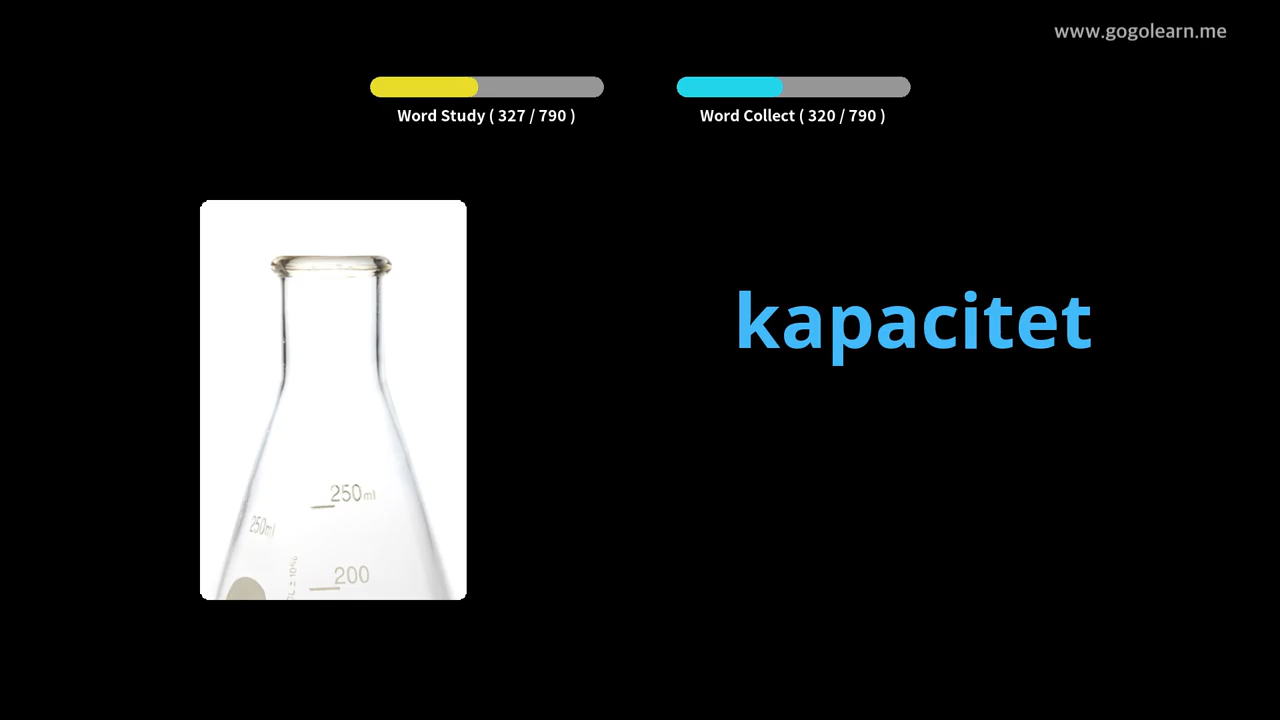 www.gogolearn.me
Word Study ( 327 / 790 )
Word Collect ( 320 / 790 )
kapacitet
250ml
250ml
200